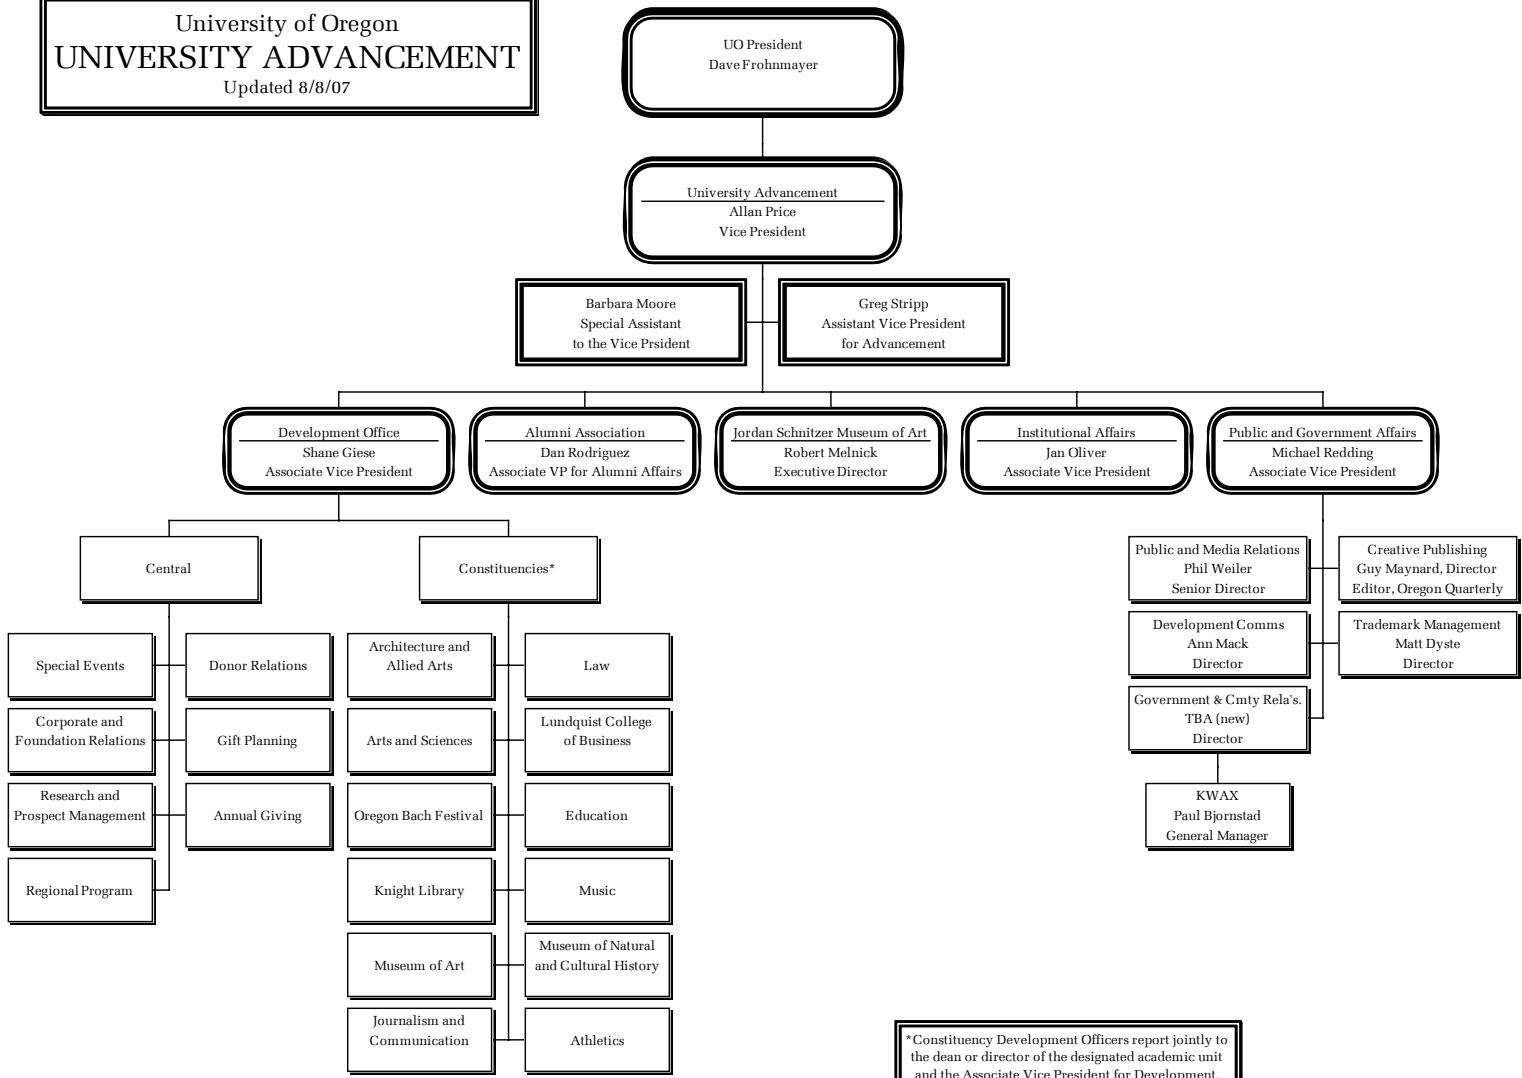 University of Oregon
UNIVERSITY ADVANCEMENT
Updated 8/8/07
UO President
Dave Frohnmayer
University Advancement
Allan Price
Vice President
Barbara Moore
Special Assistant
to the Vice Prsident
Greg Stripp
Assistant Vice President
for Advancement
Development Office
Shane Giese
Associate Vice President
Alumni Association
Dan Rodriguez
Associate VP for Alumni Affairs
Jordan Schnitzer Museum of Art
Robert Melnick
Executive Director
Institutional Affairs
Jan Oliver
Associate Vice President
Public and Government Affairs
Michael Redding
Associate Vice President
Central
Special Events
Donor Relations
Corporate and
Foundation Relations
Gift Planning
Research and
Prospect Management
Annual Giving
Regional Program
Constituencies*
Architecture and
Allied Arts
Law
Arts and Sciences
Lundquist College
of Business
Oregon Bach Festival
Education
Knight Library
Music
Museum of Art
Museum of Natural
and Cultural History
Journalism and
Communication
Athletics
Public and Media Relations
Phil Weiler
Senior Director
Creative Publishing
Guy Maynard, Director
Editor, Oregon Quarterly
Development Comms
Ann Mack
Director
Trademark Management
Matt Dyste
Director
Government & Cmty Rela's.
TBA (new)
Director
KWAX
Paul Bjornstad
General Manager
*Constituency Development Officers report jointly to
the dean or director of the designated academic unit
and the Associate Vice President for Development.